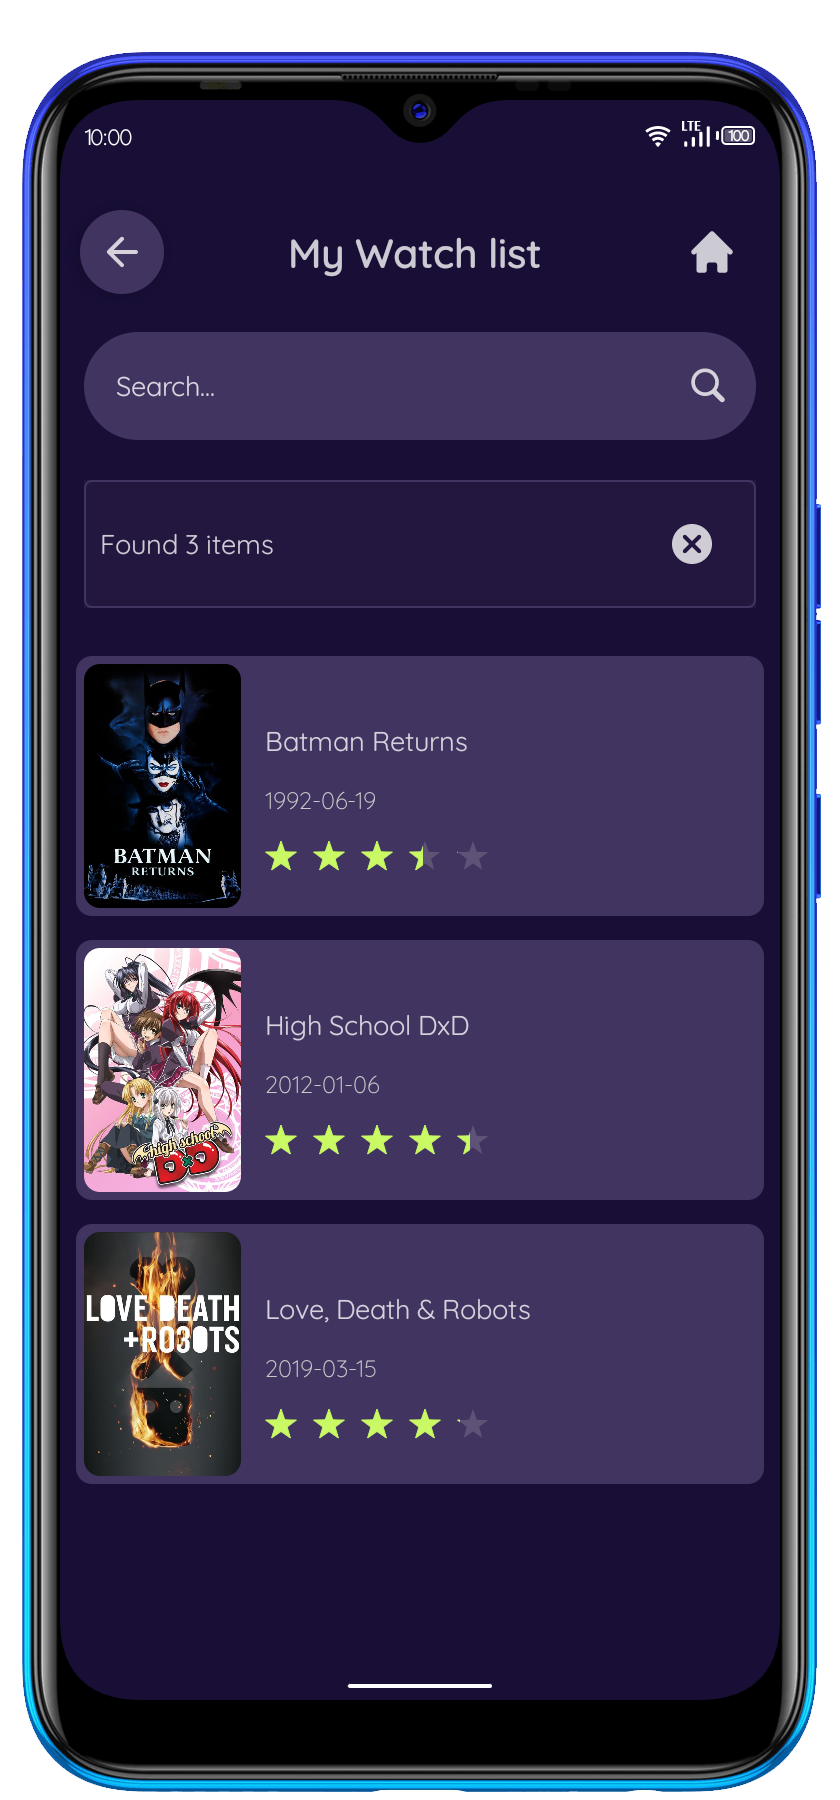 10:00
LTE
100
My Watch list
Search...
Found 3 items
BATMAN
RETURNS
Batman Returns
1992-06-19
high school
DxD
High School DxD
2012-01-06
LOVE DEATH
+RO3OTS
Love, Death & Robots
2019-03-15